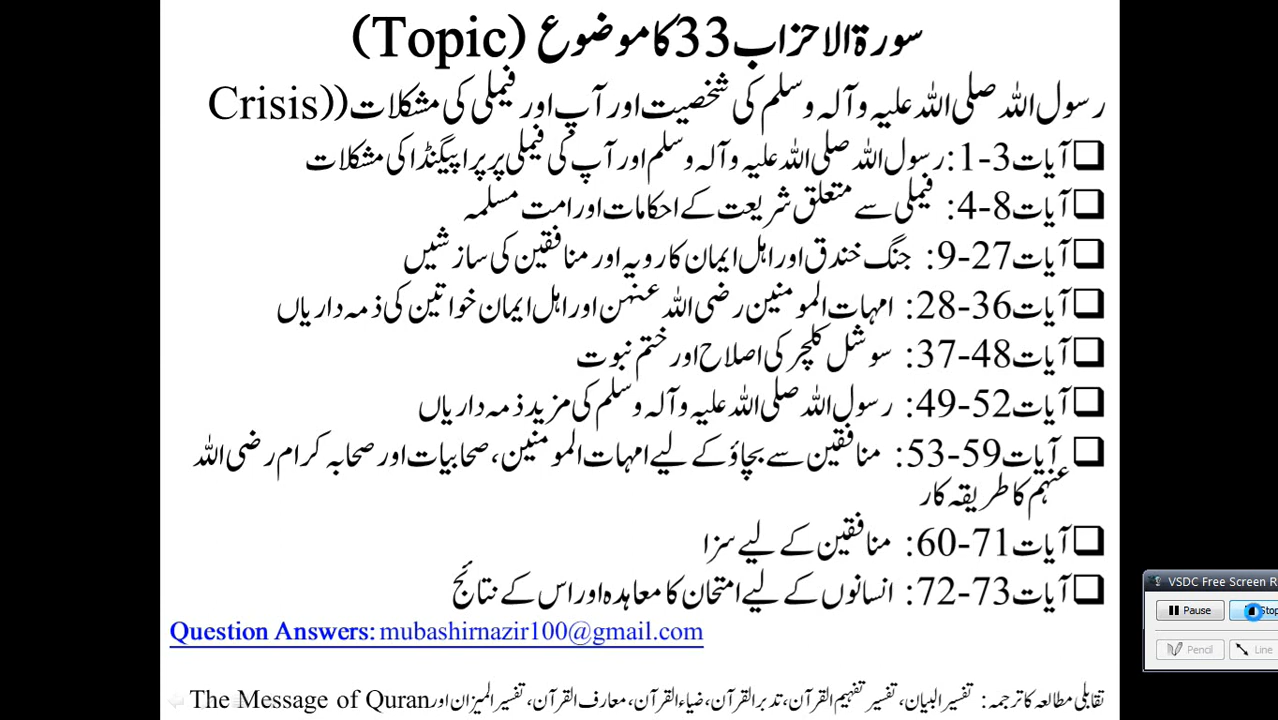 سورۃ الاحزاب 33 کا موضوع (Topic)
رسول اللہ صلی اللہ علیہ وآلہ وسلم کی شخصیت اور آپ اور فیملی کی مشکلات ((Crisis
❑آیات 1-3: رسول اللہ صلی اللہ علیہ وآلہ وسلم اور آپ کی فیملی پر پراپیگنڈا کی مشکلات
❑آیات 4-8: فیملی سے متعلق شریعت کے احکامات اور امت مسلمہ
❑آیات 9-27: جنگ خندق اور اہل ایمان کا رویہ اور منافقین کی سازشیں
❑آیات 28-36: امہات المومنین رضی اللہ عنہن اور اہل ایمان خواتین کی ذمہ داریاں
❑آیات 37-48: سوشل کلچر کی اصلاح اور ختم نبوت
❑آیات 49-52: رسول اللہ صلی اللہ علیہ وآلہ وسلم کی مزید ذمہ داریاں
❑آیات 53-59: منافقین سے بچاؤ کے لیے امہات المومنین، صحابیات اور صحابہ کرام رضی اللہ
عنہم کا طریقہ کار
❑آیات 60-71: منافقین کے لیے سزا
❑آیات 72-73: انسانوں کے لیے امتحان کا معاہدہ اور اس کے نتائج
Question Answers: mubashirnazir100@gmail.com
تقابلی مطالعہ کا ترجمہ: تفسیر البیان، تفسیر تفہیم القرآن، تدبر القرآن، ضیاء القرآن، معارف القرآن، تفسیر المیزان اور The Message of Quran
VSDC Free Screen R
Pause
Stop
Pencil
Line